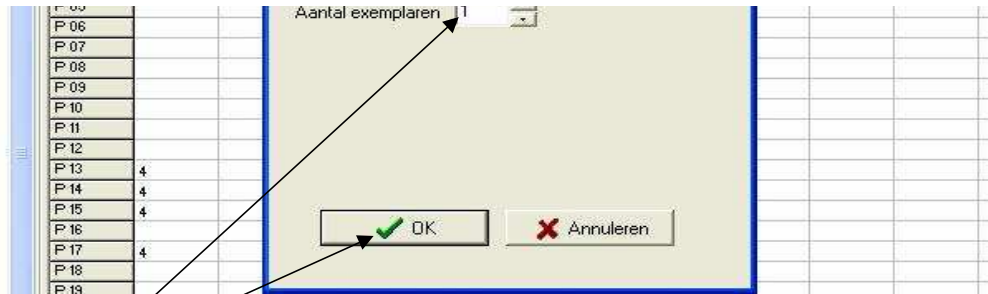 P 05
Aantal exemplaren 1
P 06
P 07
P 08
P 09
P 10
P 11
P 12
P 13 4
P 14 4
P 15 4
P 16
OK Annuleren
P 17 4
P 18
P 19